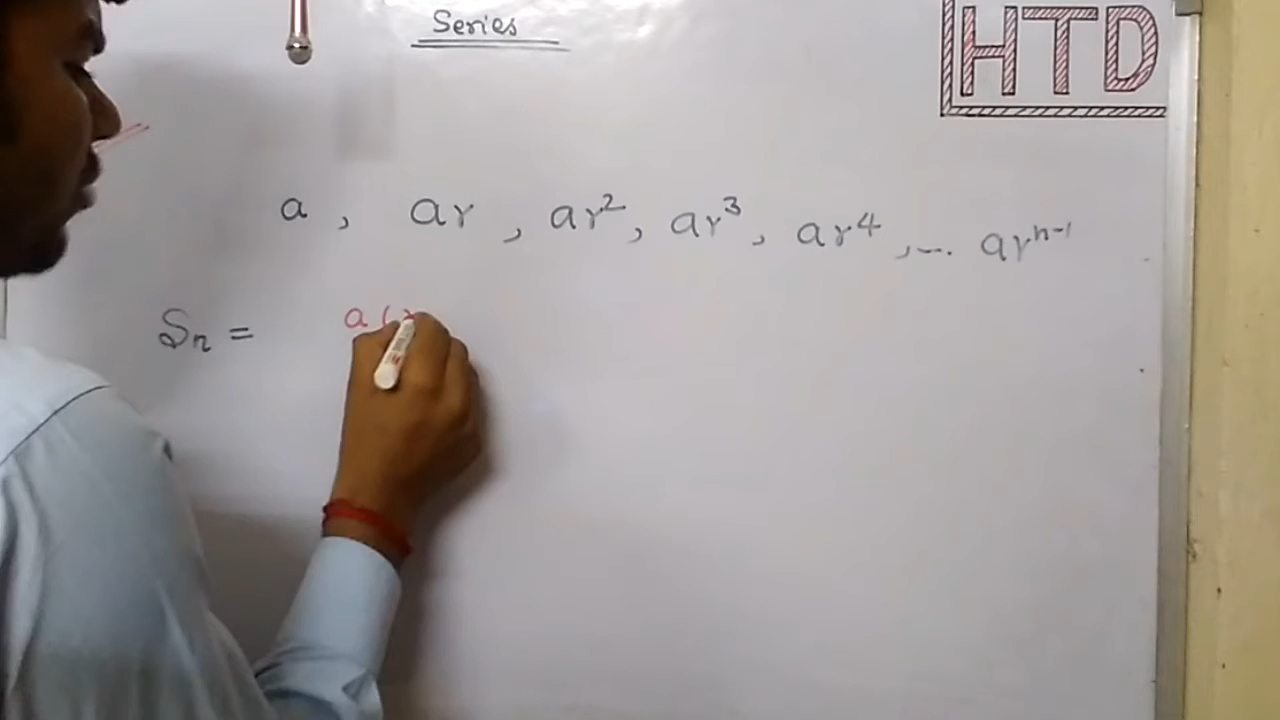 Series
HTD
a , ar , ar², ar³, ar⁴ ,... arⁿ⁻¹
Sn = a (